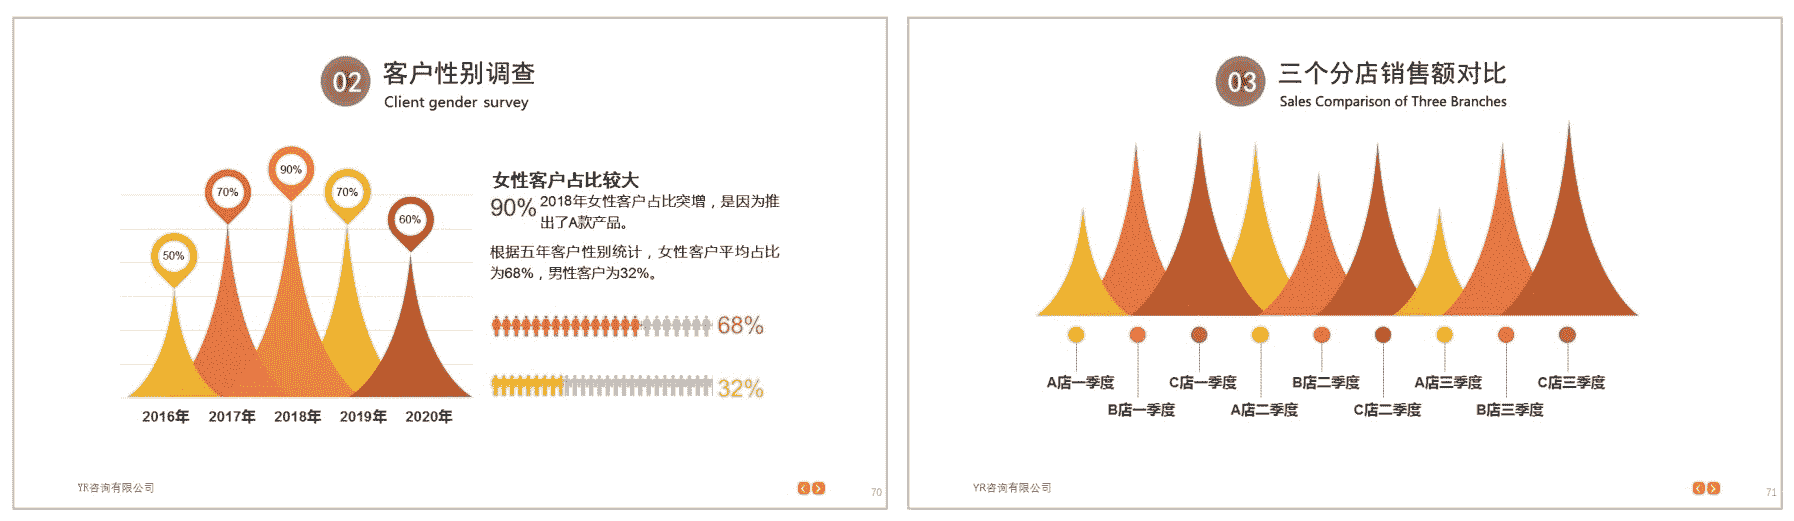 02
客户性别调查
Client gender survey
50%
70%
90%
70%
60%
2016年 2017年 2018年 2019年 2020年
女性客户占比较大
90% 2018年女性客户占比突增，是因为推
出了A款产品。
根据五年客户性别统计，女性客户平均占比
为68%，男性客户为32%。
68%
32%
YR咨询有限公司
70
03
三个分店销售额对比
Sales Comparison of Three Branches
A店一季度 C店一季度 B店二季度 A店三季度 C店三季度
B店一季度 A店二季度 C店二季度 B店三季度
YR咨询有限公司
71